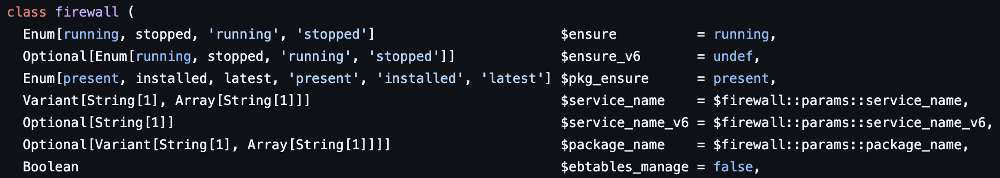 class firewall (
  Enum[running, stopped, 'running', 'stopped']                       $ensure          = running,
  Optional[Enum[running, stopped, 'running', 'stopped']]             $ensure_v6       = undef,
  Enum[present, installed, latest, 'present', 'installed', 'latest'] $pkg_ensure      = present,
  Variant[String[1], Array[String[1]]]                               $service_name    = $firewall::params::service_name,
  Optional[String[1]]                                                $service_name_v6 = $firewall::params::service_name_v6,
  Optional[Variant[String[1], Array[String[1]]]]                     $package_name    = $firewall::params::package_name,
  Boolean                                                            $ebtables_manage = false,